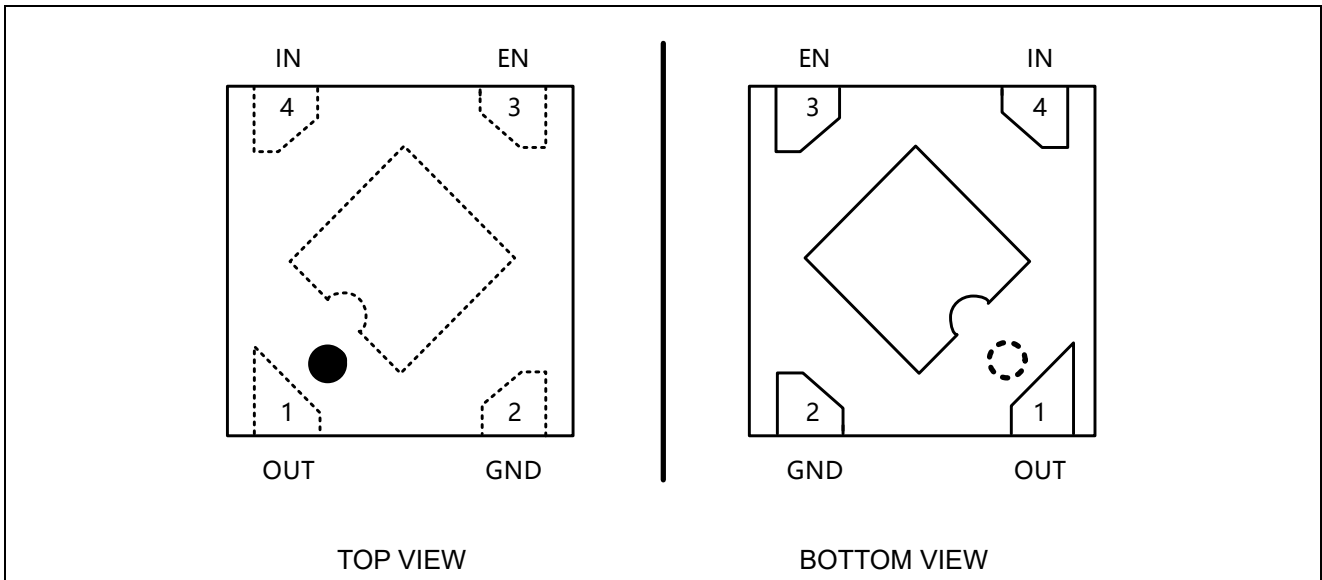 IN EN EN IN
4 3 3 4
1 2 2 1
OUT GND GND OUT
TOP VIEW BOTTOM VIEW